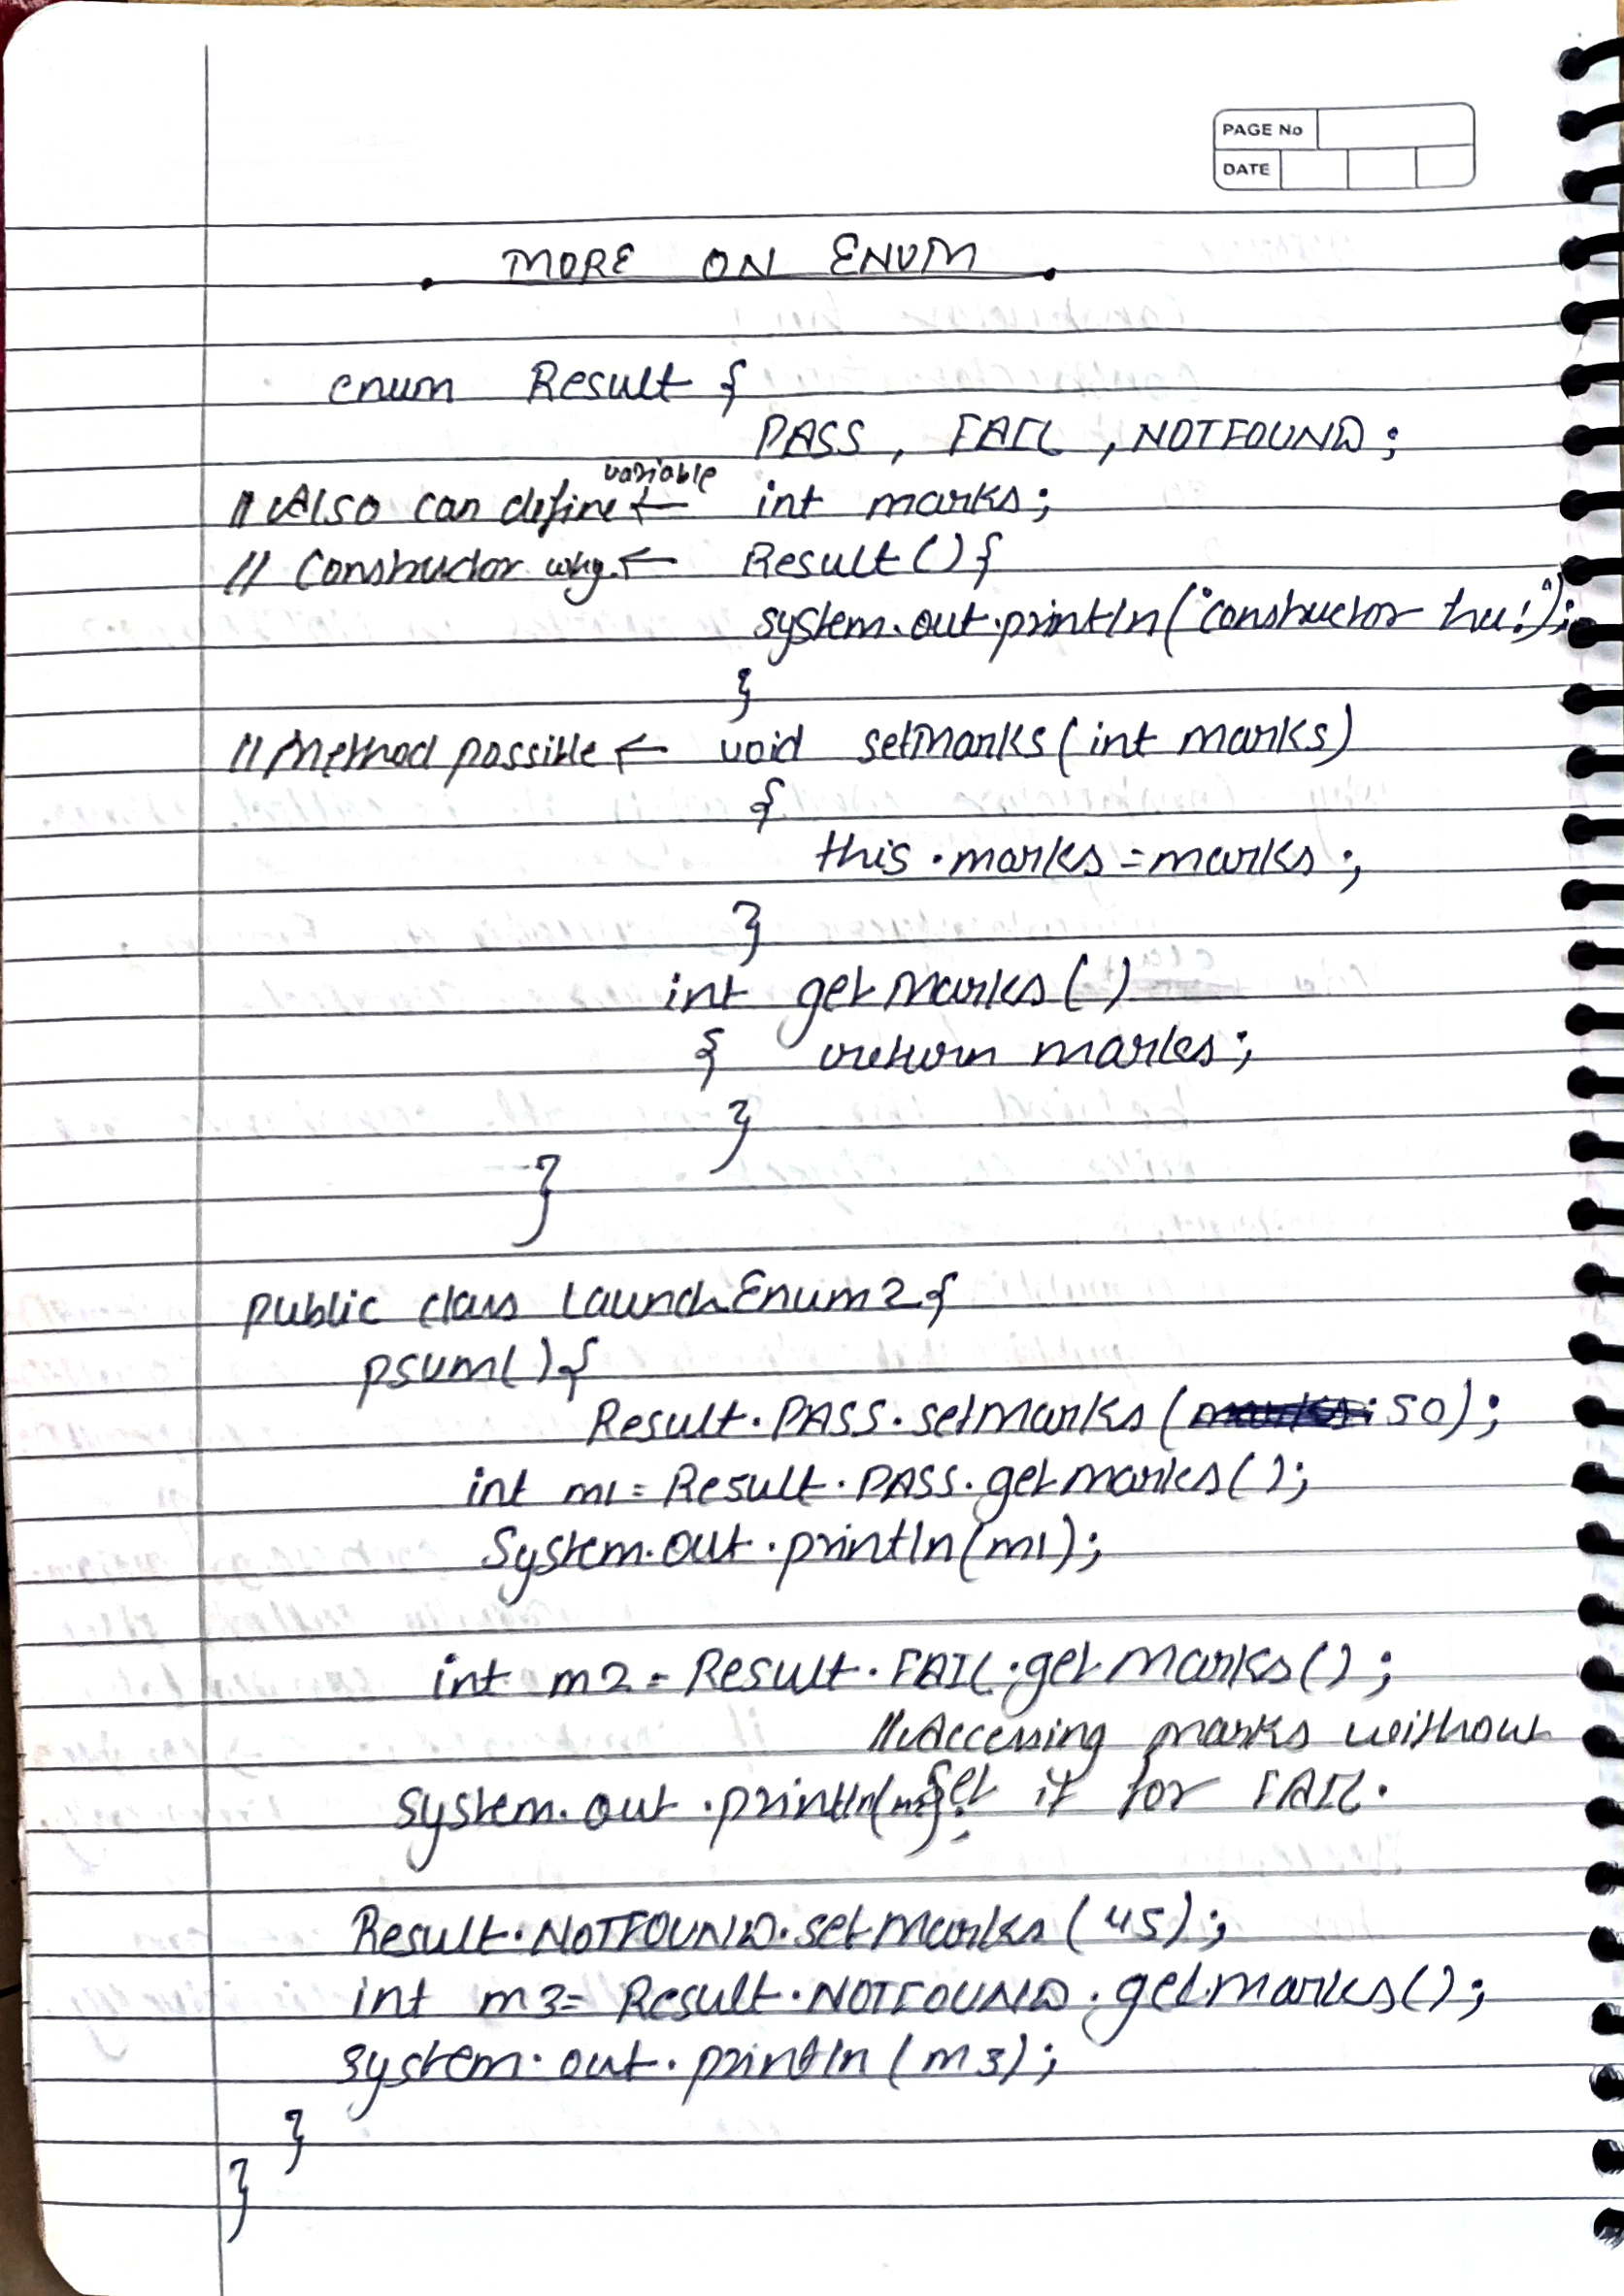 PAGE No
DATE
MORE ON ENUM
enum Result {
PASS, FAIL, NOTFOUND;
variable
// Also can define ← int marks;
// Constructor why. ← Result() {
system.out.println("constructor hu!");
}
// Method possible ← void setMarks(int marks)
{
this.marks = marks;
}
int getMarks()
{ return marks;
}
}
public class LaunchEnum2 {
psvm() {
Result.PASS.setMarks(50);
int m1 = Result.PASS.getmarks();
System.out.println(m1);
int m2 = Result.FAIL.getMarks();
// Accessing marks without
system.out.println(m2); set it for FAIL.
Result.NOTFOUND.setMarks(45);
int m3 = Result.NOTFOUND.getmarks();
system.out.println(m3);
}
}